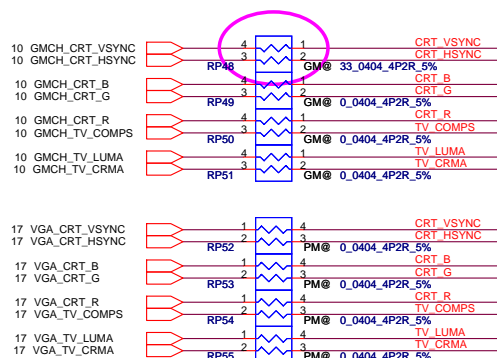 10 GMCH_CRT_VSYNC 4 1 CRT_VSYNC
10 GMCH_CRT_HSYNC 3 2 CRT_HSYNC
RP48 GM@ 33_0404_4P2R_5%
10 GMCH_CRT_B 4 1 CRT_B
10 GMCH_CRT_G 3 2 CRT_G
RP49 GM@ 0_0404_4P2R_5%
10 GMCH_CRT_R 4 1 CRT_R
10 GMCH_TV_COMPS 3 2 TV_COMPS
RP50 GM@ 0_0404_4P2R_5%
10 GMCH_TV_LUMA 4 1 TV_LUMA
10 GMCH_TV_CRMA 3 2 TV_CRMA
RP51 GM@ 0_0404_4P2R_5%
17 VGA_CRT_VSYNC 1 4 CRT_VSYNC
17 VGA_CRT_HSYNC 2 3 CRT_HSYNC
RP52 PM@ 0_0404_4P2R_5%
17 VGA_CRT_B 1 4 CRT_B
17 VGA_CRT_G 2 3 CRT_G
RP53 PM@ 0_0404_4P2R_5%
17 VGA_CRT_R 1 4 CRT_R
17 VGA_TV_COMPS 2 3 TV_COMPS
RP54 PM@ 0_0404_4P2R_5%
17 VGA_TV_LUMA 1 4 TV_LUMA
17 VGA_TV_CRMA 2 3 TV_CRMA
RP55 PM@ 0_0404_4P2R_5%